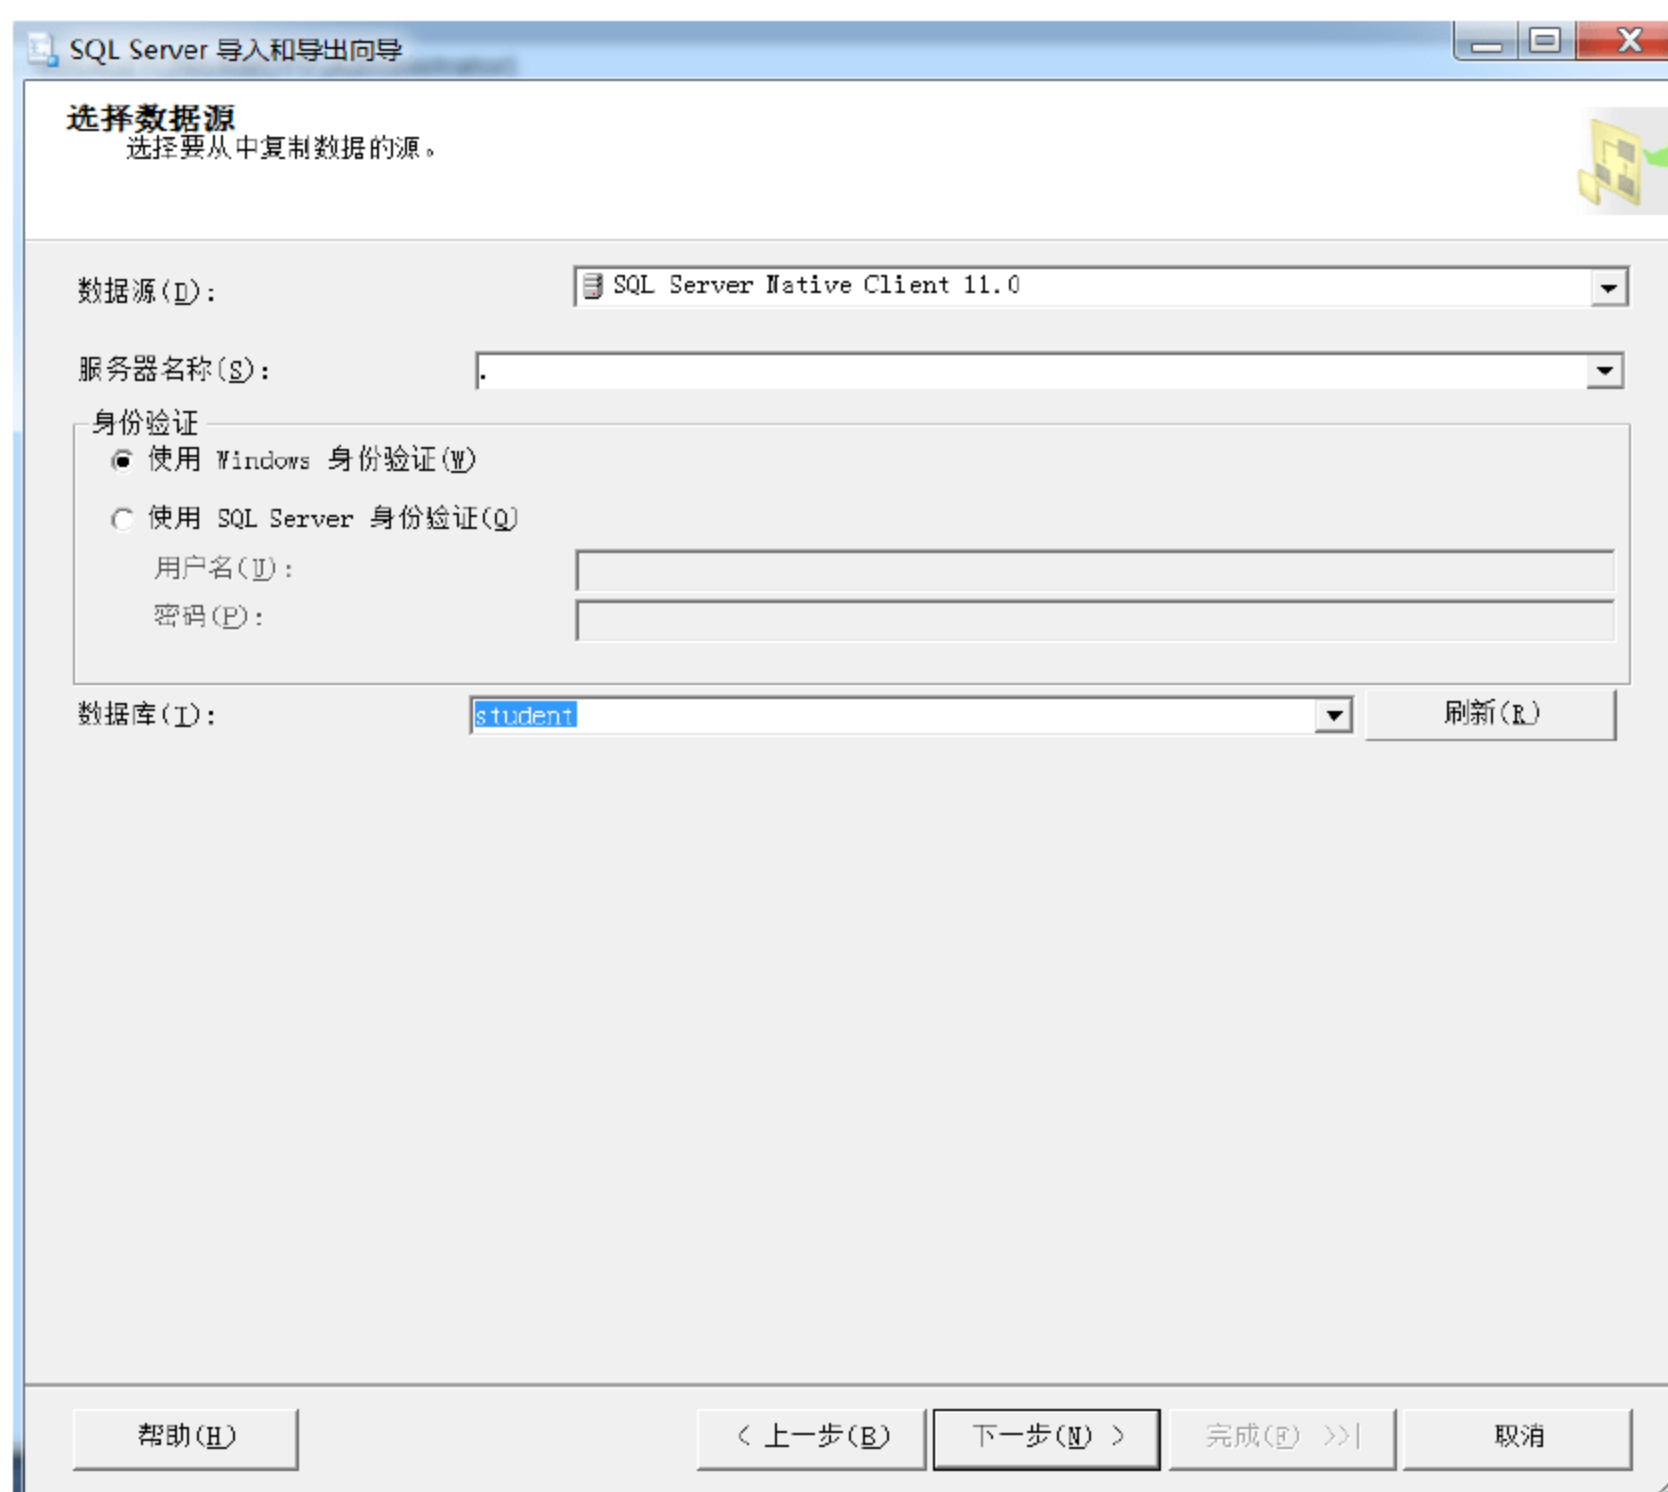 SQL Server 导入和导出向导
选择数据源
选择要从中复制数据的源。
数据源(D):
SQL Server Native Client 11.0
服务器名称(S):
.
身份验证
使用 Windows 身份验证(W)
使用 SQL Server 身份验证(Q)
用户名(U):
密码(P):
数据库(T):
student
刷新(R)
帮助(H)
< 上一步(B)
下一步(N) >
完成(F) >>|
取消